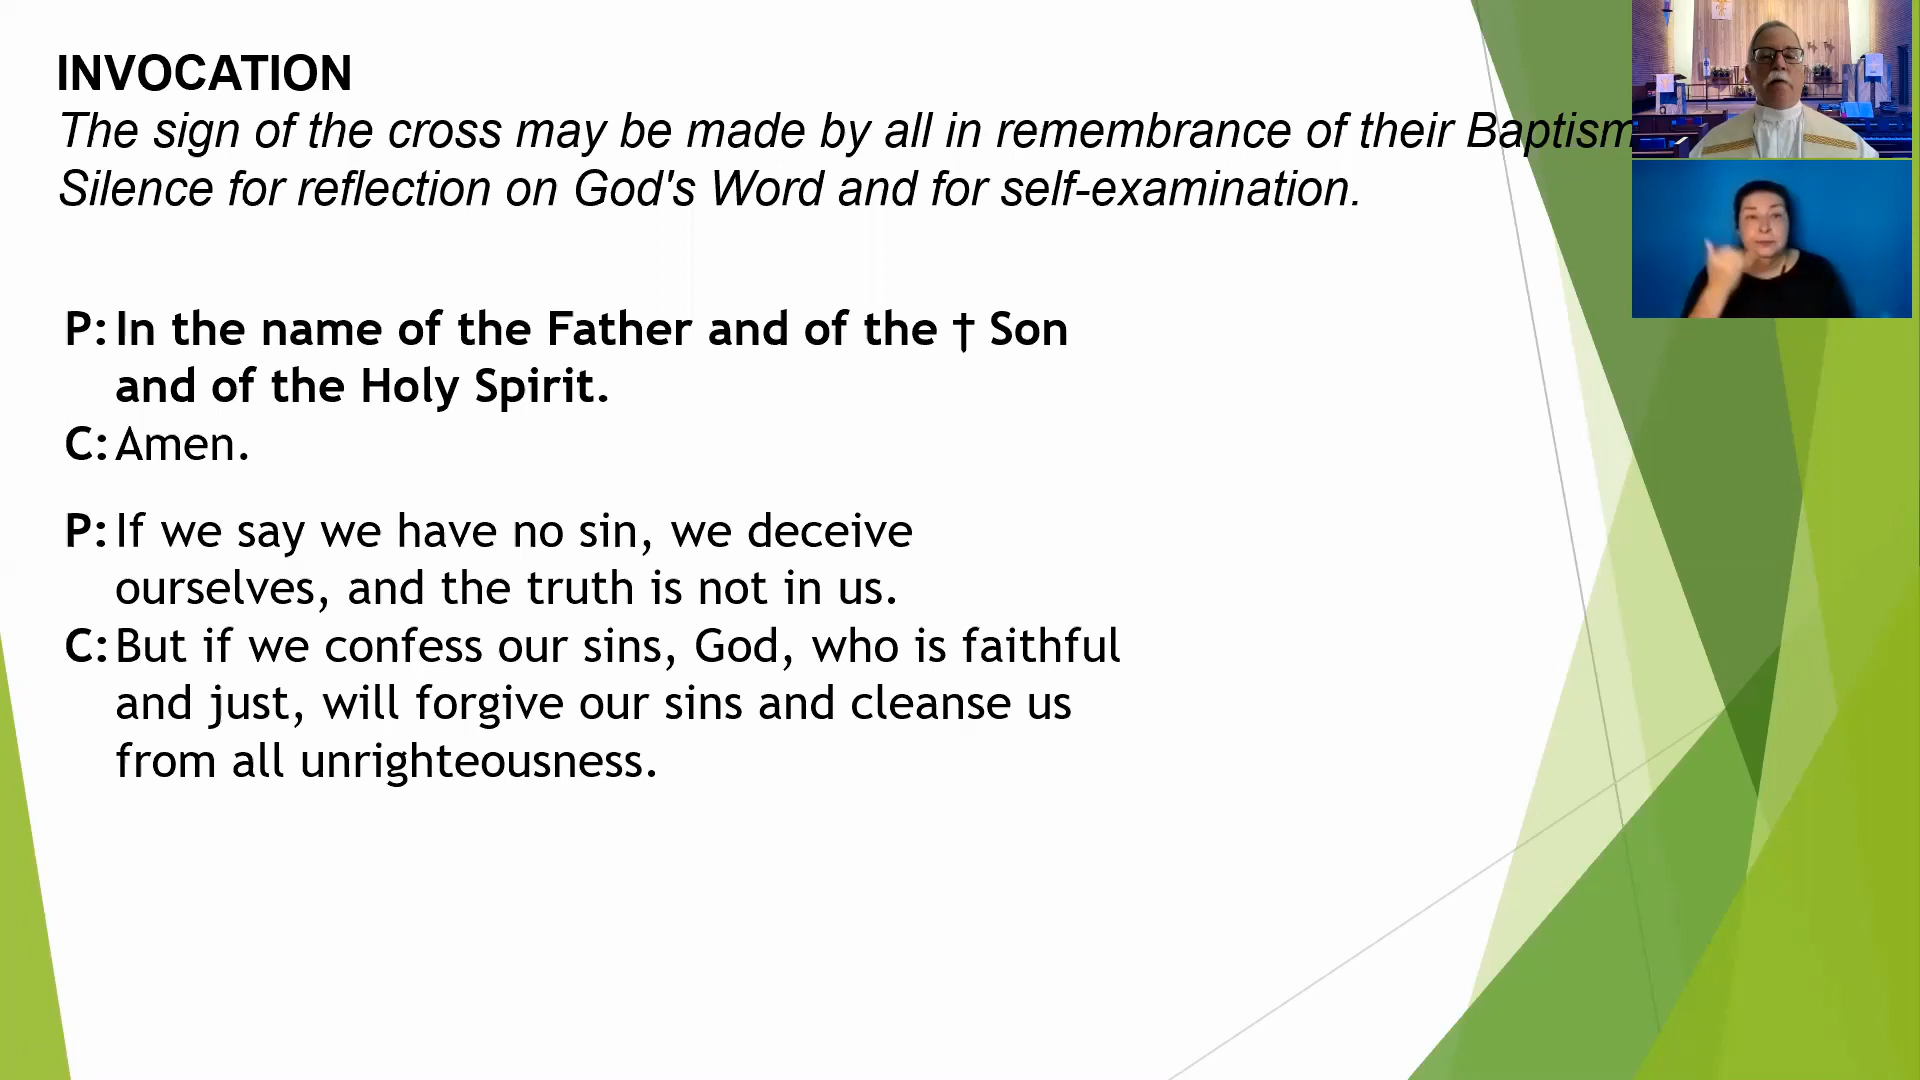 INVOCATION
The sign of the cross may be made by all in remembrance of their Baptism
Silence for reflection on God's Word and for self-examination.
P: In the name of the Father and of the † Son
and of the Holy Spirit.
C: Amen.
P: If we say we have no sin, we deceive
ourselves, and the truth is not in us.
C: But if we confess our sins, God, who is faithful
and just, will forgive our sins and cleanse us
from all unrighteousness.